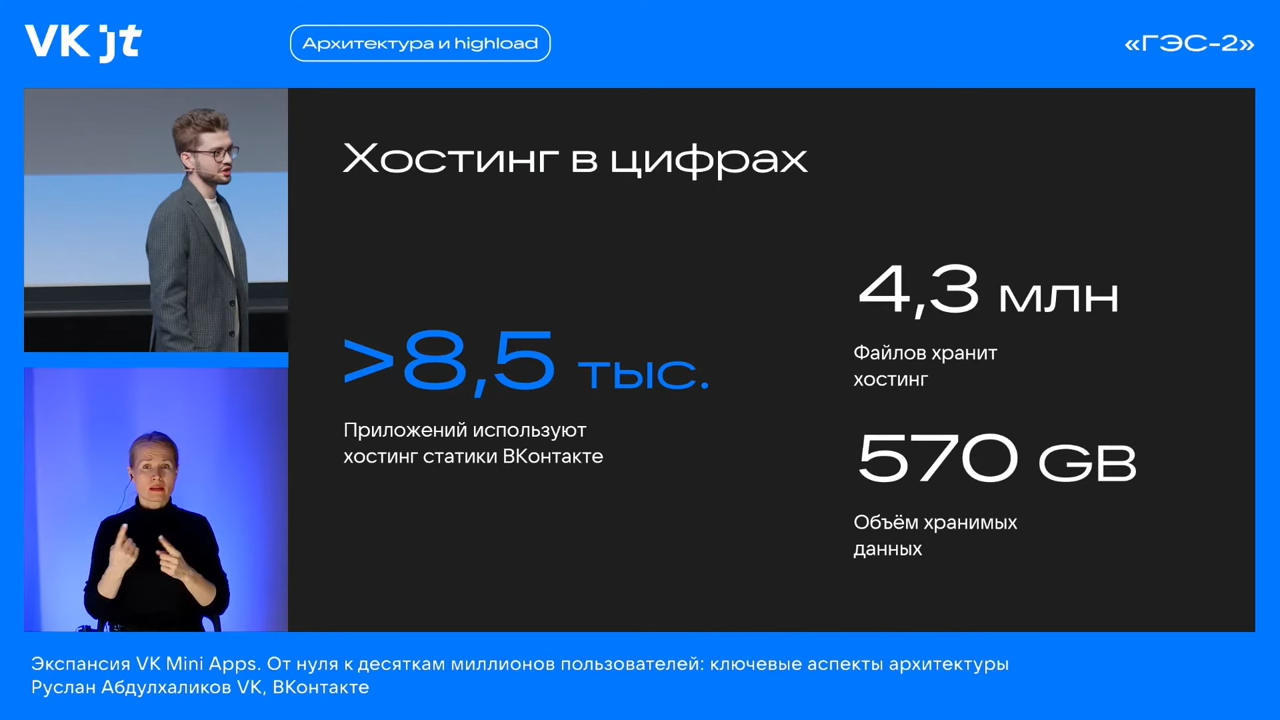 VK jt
Архитектура и highload
«ГЭС-2»
Хостинг в цифрах
>8,5 тыс.
Приложений используют
хостинг статики ВКонтакте
4,3 млн
Файлов хранит
хостинг
570 GB
Объём хранимых
данных
Экспансия VK Mini Apps. От нуля к десяткам миллионов пользователей: ключевые аспекты архитектуры
Руслан Абдулхаликов VK, ВКонтакте